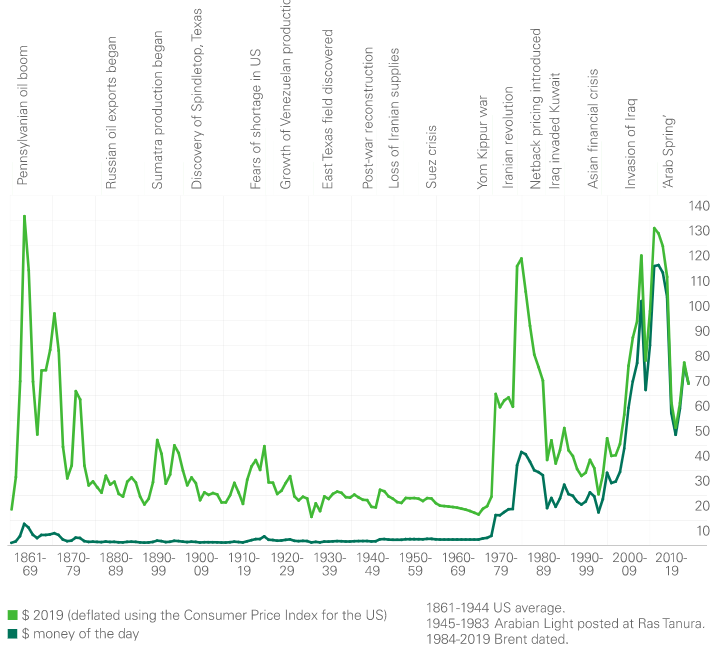 Pennsylvanian oil boom
Russian oil exports began
Sumatra production began
Discovery of Spindletop, Texas
Fears of shortage in US
Growth of Venezuelan
East Texas field discovered
Post-war reconstruction
Loss of Iranian supplies
Suez crisis
Yom Kippur war
Iranian revolution
Netback pricing introduced
Iraq invaded Kuwait
Asian financial crisis
Invasion of Iraq
‘Arab Spring’
140
130
120
110
100
90
80
70
60
50
40
30
20
10
1861-
69
1870-
79
1880-
89
1890-
99
1900-
09
1910-
19
1920-
29
1930-
39
1940-
49
1950-
59
1960-
69
1970-
79
1980-
89
1990-
99
2000-
09
2010-
19
$ 2019 (deflated using the Consumer Price Index for the US)
$ money of the day
1861-1944 US average.
1945-1983 Arabian Light posted at Ras Tanura.
1984-2019 Brent dated.